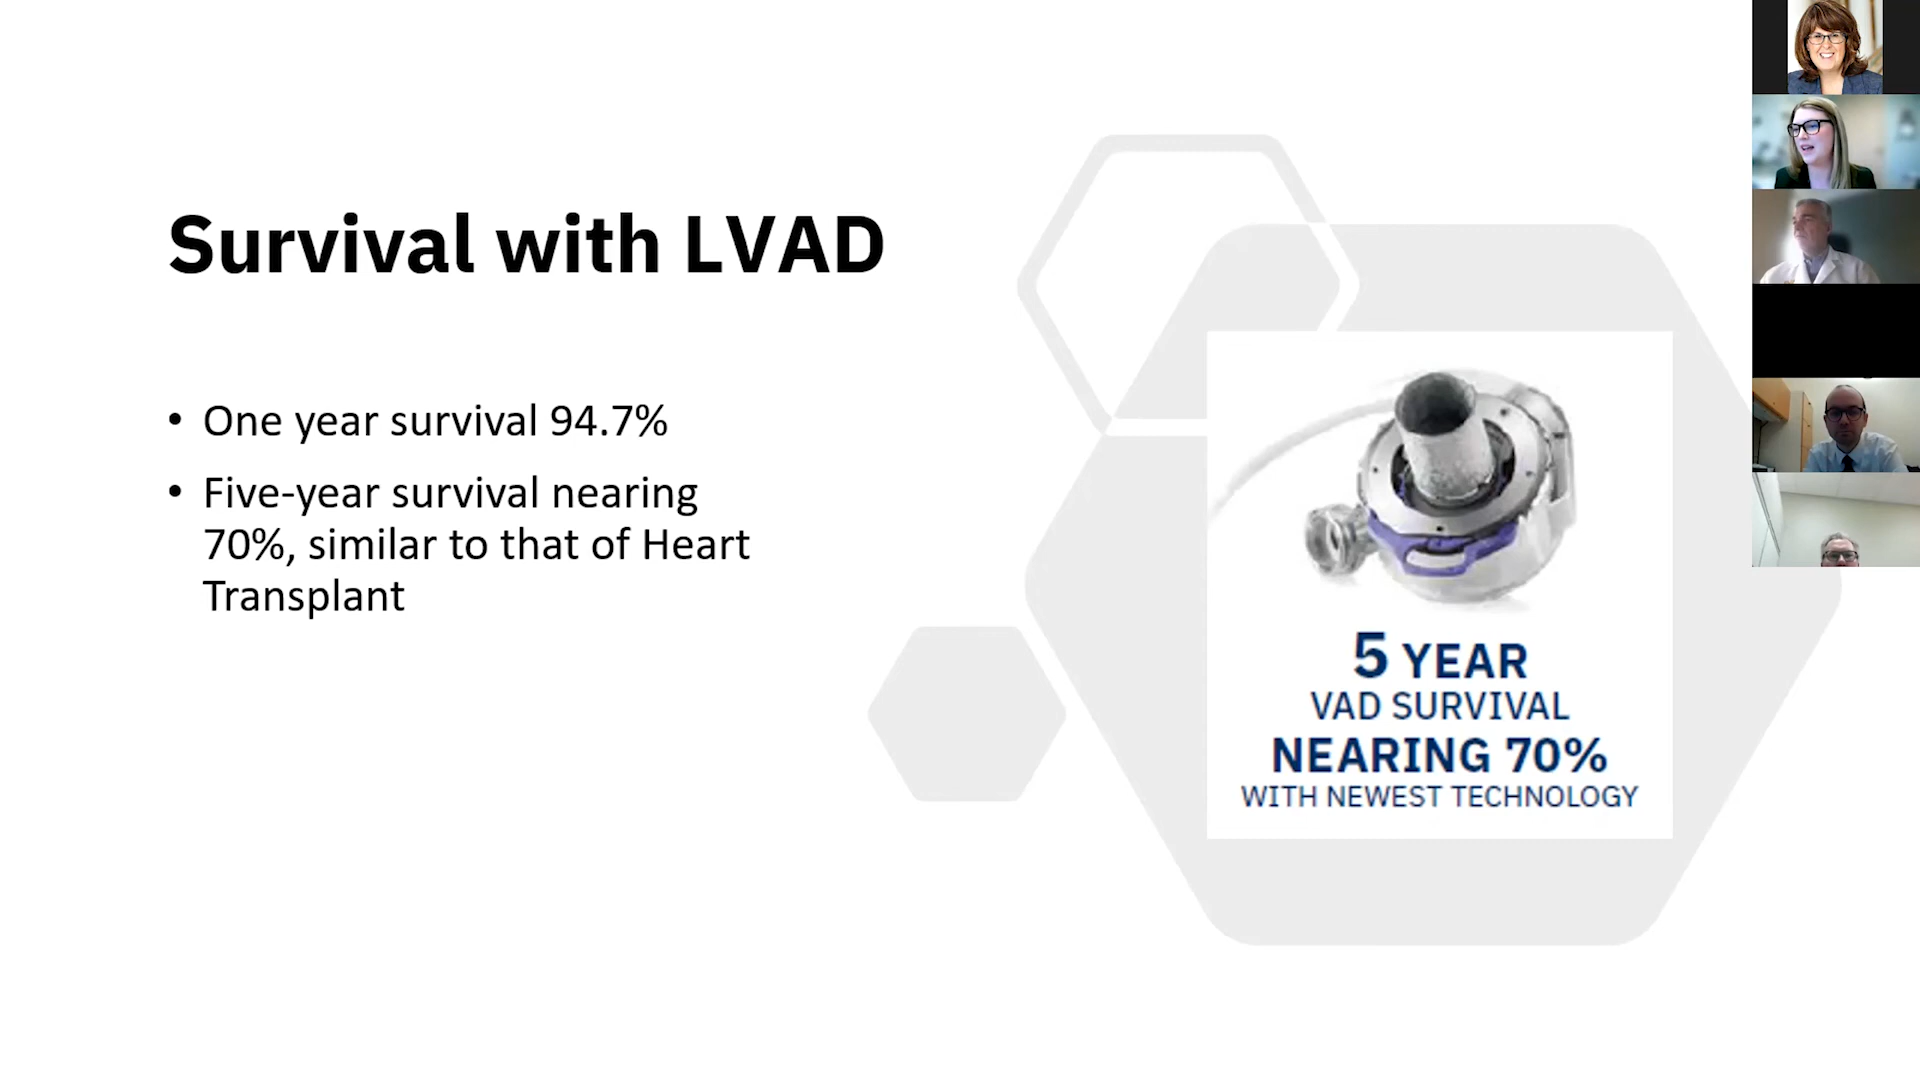 Survival with LVAD
• One year survival 94.7%
• Five-year survival nearing
70%, similar to that of Heart
Transplant
5 YEAR
VAD SURVIVAL
NEARING 70%
WITH NEWEST TECHNOLOGY